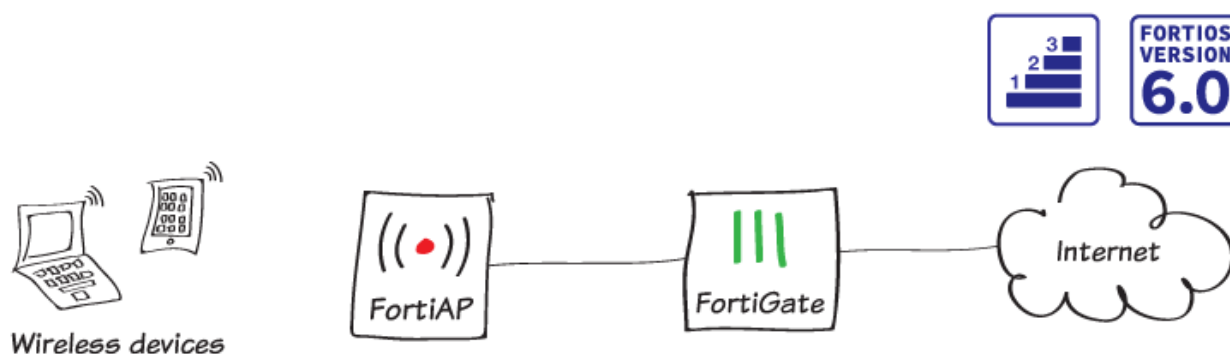 3
2
1
FORTIOS
VERSION
6.0
FortiAP
FortiGate
Internet
Wireless devices